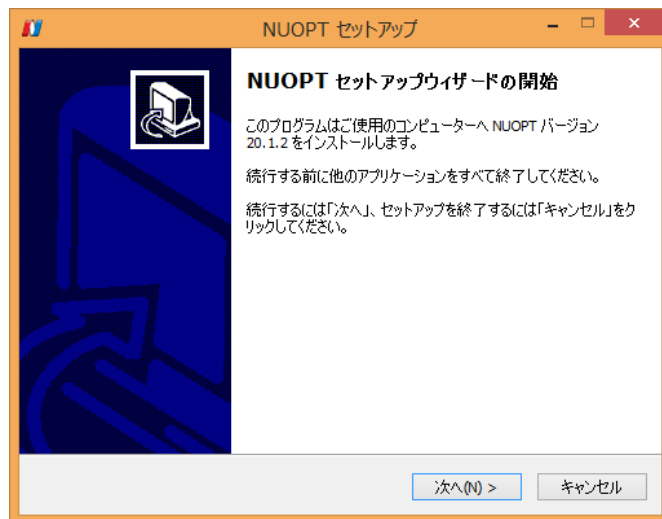 NUOPT セットアップ
NUOPT セットアップウィザードの開始
このプログラムはご使用のコンピューターへ NUOPT バージョン
20.1.2 をインストールします。
続行する前に他のアプリケーションをすべて終了してください。
続行するには「次へ」、セットアップを終了するには「キャンセル」をク
リックしてください。
次へ(N) >
キャンセル